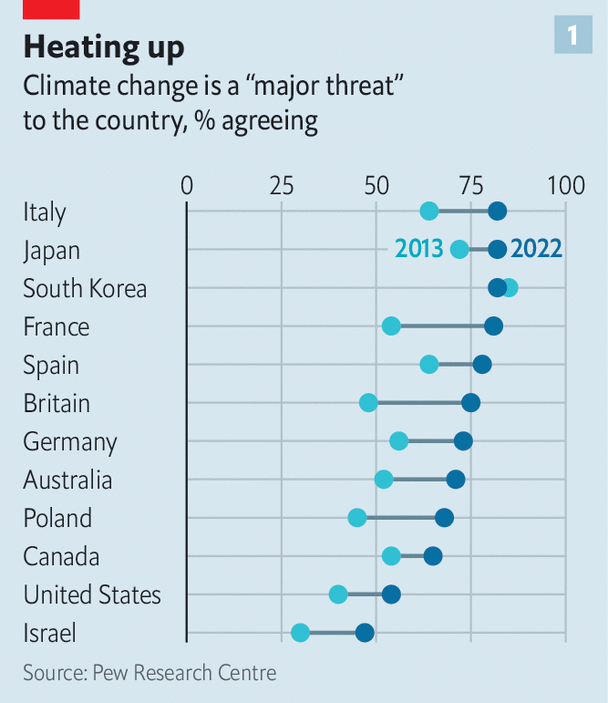 1
Heating up
Climate change is a “major threat”
to the country, % agreeing
0 25 50 75 100
Italy
Japan 2013 2022
South Korea
France
Spain
Britain
Germany
Australia
Poland
Canada
United States
Israel
Source: Pew Research Centre